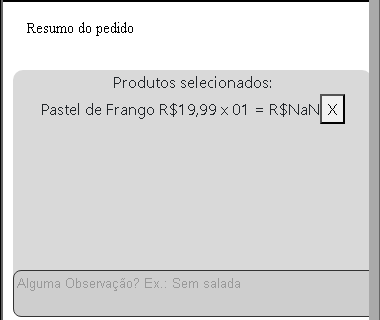 Resumo do pedido
Produtos selecionados:
Pastel de Frango R$19,99 x 01 = R$NaN X
Alguma Observação? Ex.: Sem salada